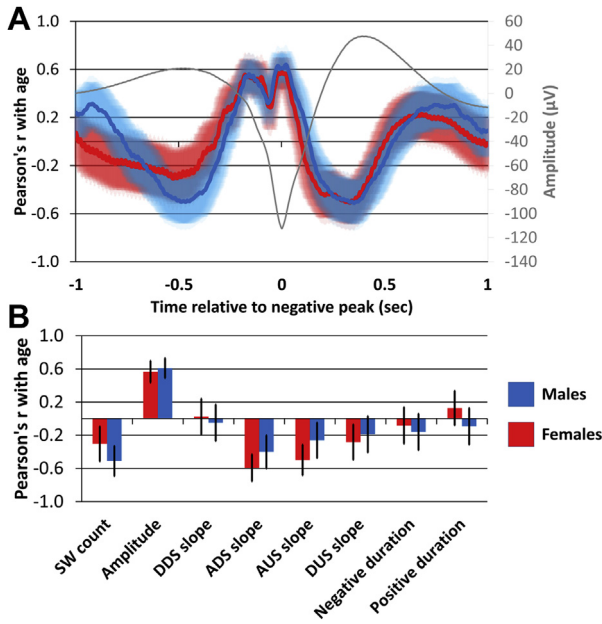 A
1.0
0.6
0.2
-0.2
-0.6
-1.0
Pearson's r with age
60
40
20
0
-20
-40
-60
-80
-100
-120
-140
Amplitude (µV)
-1
-0.5
0
0.5
1
Time relative to negative peak (sec)
B
1.0
0.6
0.2
-0.2
-0.6
-1.0
Pearson's r with age
Males
Females
SW count
Amplitude
DDS slope
ADS slope
AUS slope
DUS slope
Negative duration
Positive duration